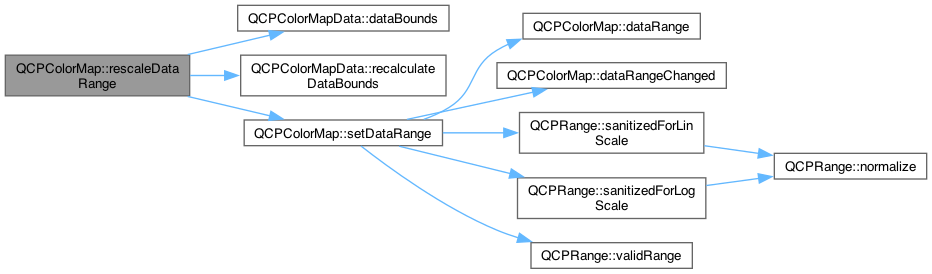 QCPColorMap::rescaleData
Range
QCPColorMapData::dataBounds
QCPColorMapData::recalculate
DataBounds
QCPColorMap::setDataRange
QCPColorMap::dataRange
QCPColorMap::dataRangeChanged
QCPRange::sanitizedForLin
Scale
QCPRange::sanitizedForLog
Scale
QCPRange::validRange
QCPRange::normalize